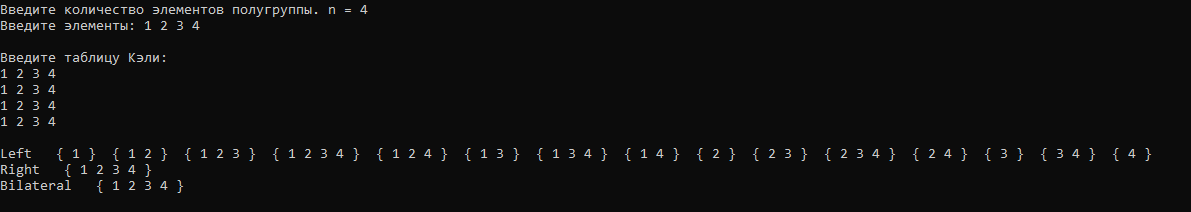 Введите количество элементов полугруппы. n = 4
Введите элементы: 1 2 3 4
Введите таблицу Кэли:
1 2 3 4
1 2 3 4
1 2 3 4
1 2 3 4
Left { 1 } { 1 2 } { 1 2 3 } { 1 2 3 4 } { 1 2 4 } { 1 3 } { 1 3 4 } { 1 4 } { 2 } { 2 3 } { 2 3 4 } { 2 4 } { 3 } { 3 4 } { 4 }
Right { 1 2 3 4 }
Bilateral { 1 2 3 4 }